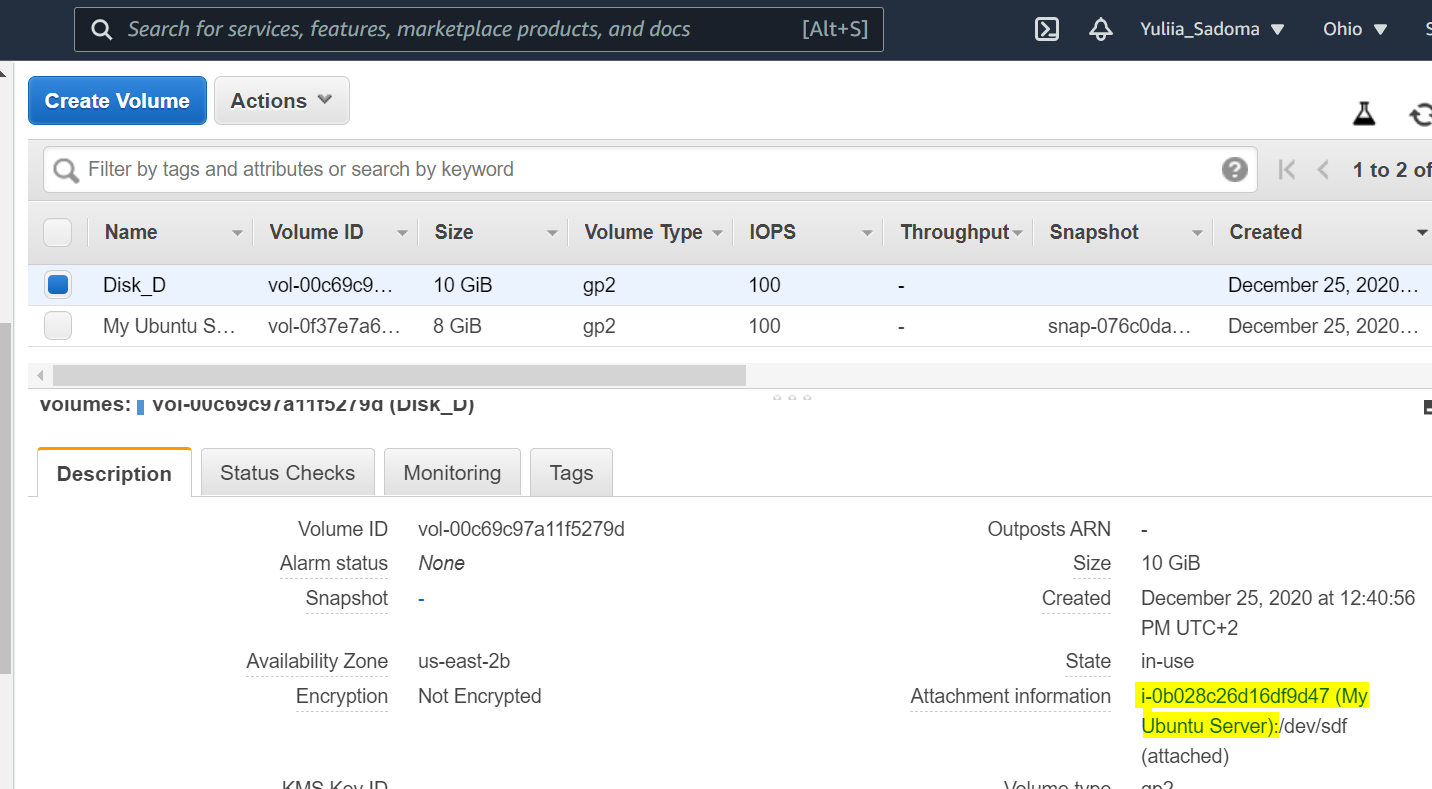 Search for services, features, marketplace products, and docs [Alt+S] Yuliia_Sadoma Ohio S
Create Volume Actions
Filter by tags and attributes or search by keyword 1 to 2 of
Name Volume ID Size Volume Type IOPS Throughput Snapshot Created
Disk_D vol-00c69c9... 10 GiB gp2 100 - December 25, 2020...
My Ubuntu S... vol-0f37e7a6... 8 GiB gp2 100 - snap-076c0da... December 25, 2020...
Volumes: vol-00c69c97a11f5279d (Disk_D)
Description Status Checks Monitoring Tags
Volume ID vol-00c69c97a11f5279d Outposts ARN -
Alarm status None Size 10 GiB
Snapshot - Created December 25, 2020 at 12:40:56
PM UTC+2
Availability Zone us-east-2b State in-use
Encryption Not Encrypted Attachment information i-0b028c26d16df9d47 (My
Ubuntu Server):/dev/sdf
(attached)
KMS Key ID Volume type gp2